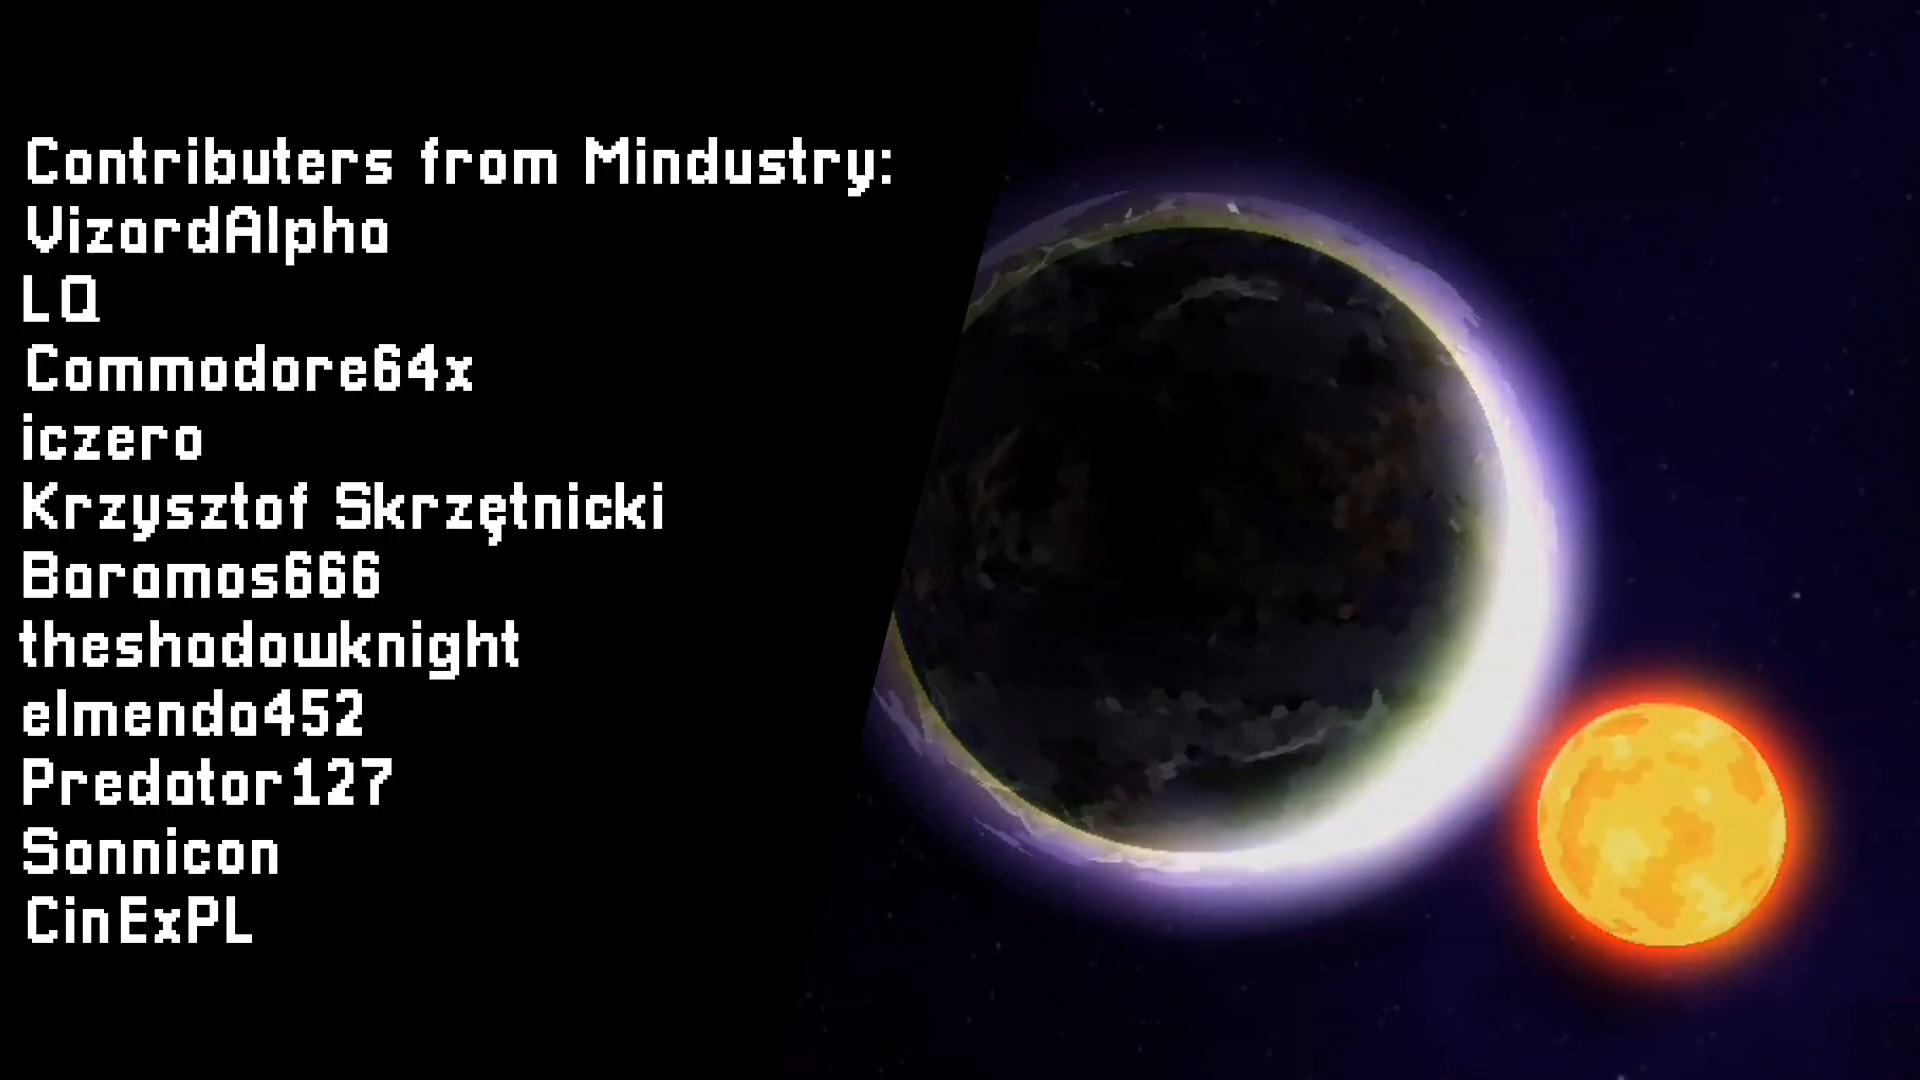 Contributers from Mindustry:
VizardAlpha
LQ
Commodore64x
iczero
Krzysztof Skrzętnicki
Baramos666
theshadowknight
elmenda452
Predator127
Sonnicon
CinExPL